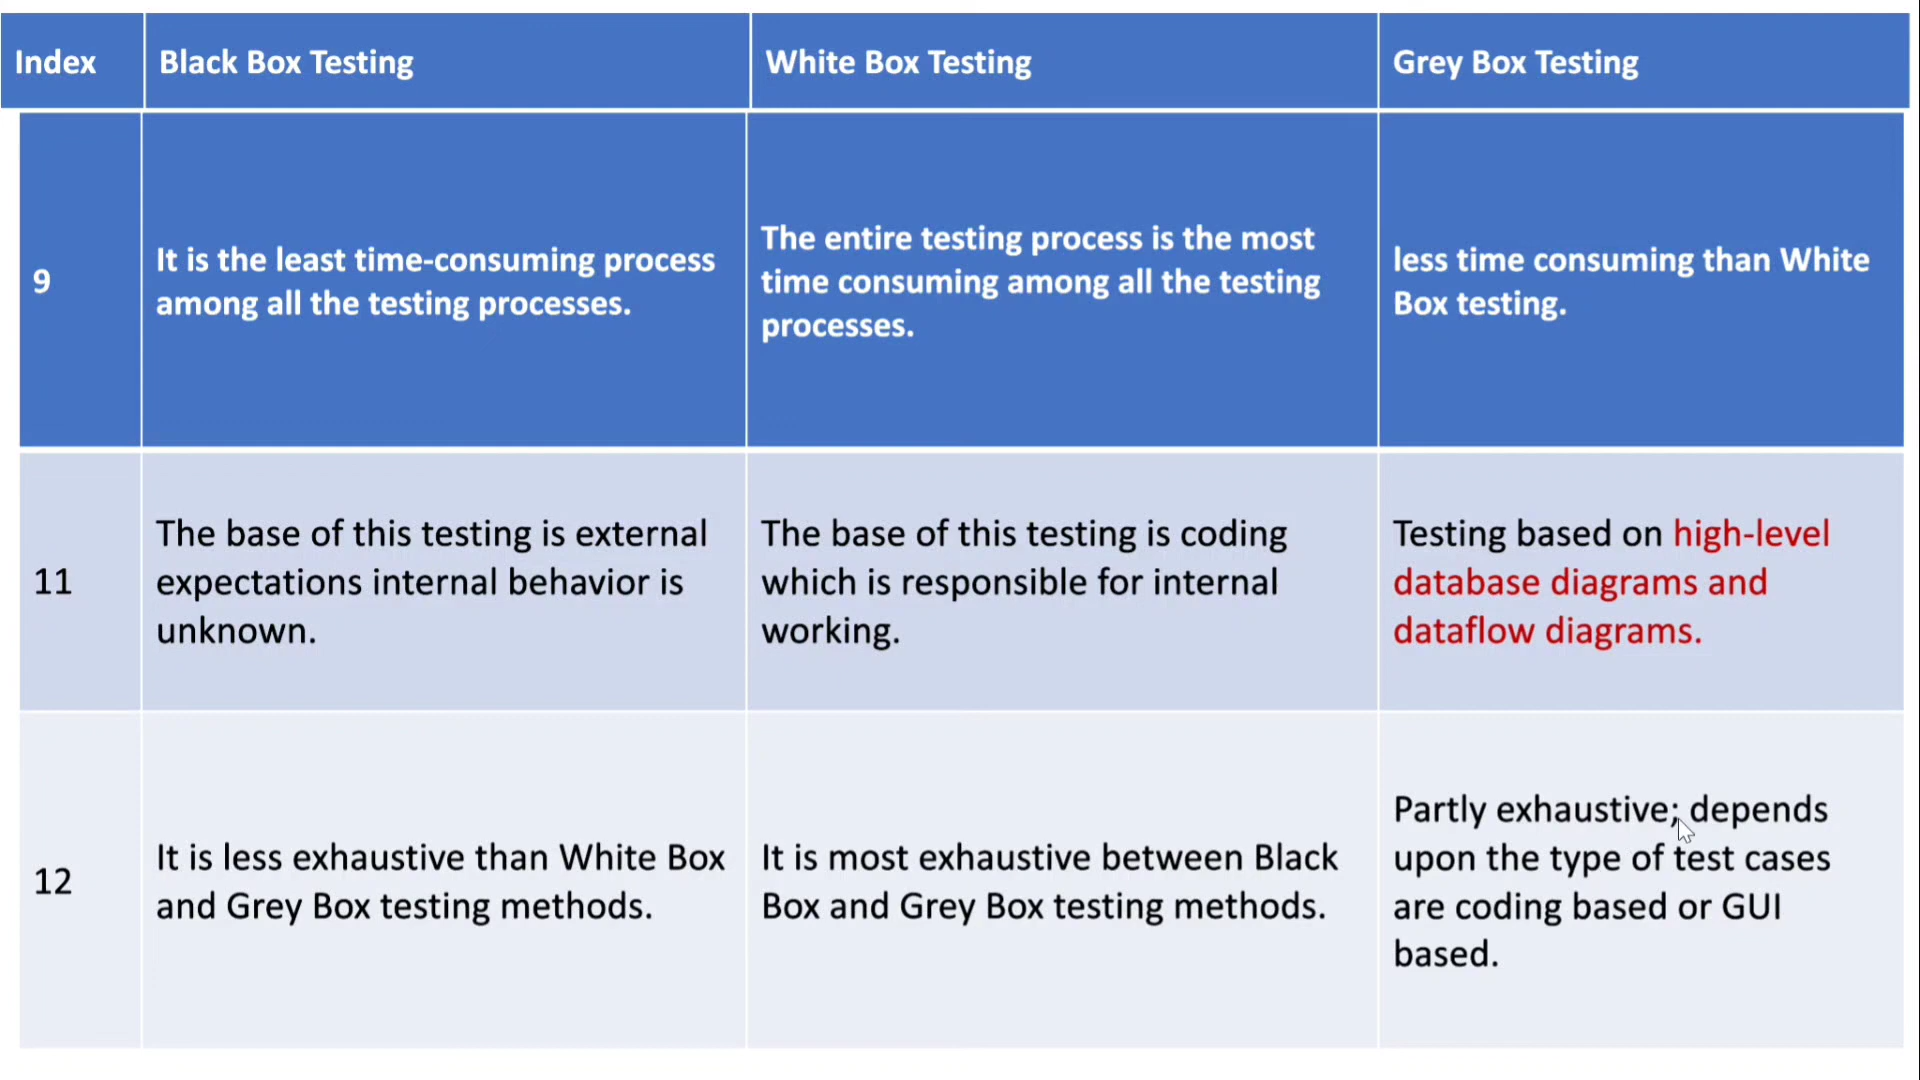 Index
Black Box Testing
White Box Testing
Grey Box Testing
9
It is the least time-consuming process
among all the testing processes.
The entire testing process is the most
time consuming among all the testing
processes.
less time consuming than White
Box testing.
11
The base of this testing is external
expectations internal behavior is
unknown.
The base of this testing is coding
which is responsible for internal
working.
Testing based on high-level
database diagrams and
dataflow diagrams.
12
It is less exhaustive than White Box
and Grey Box testing methods.
It is most exhaustive between Black
Box and Grey Box testing methods.
Partly exhaustive; depends
upon the type of test cases
are coding based or GUI
based.